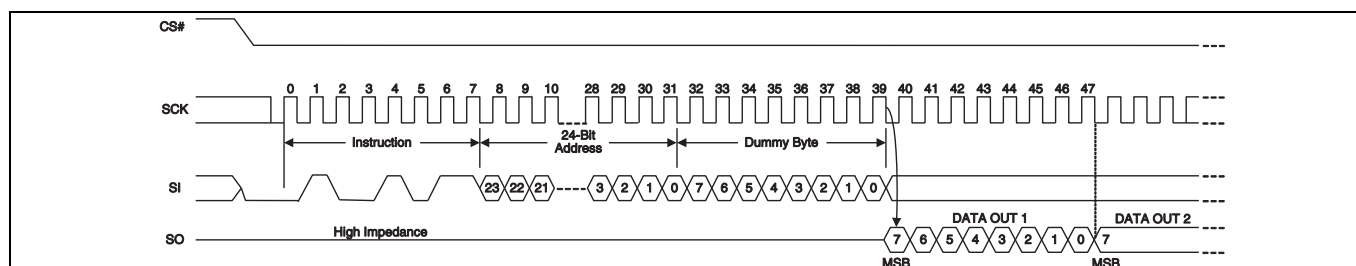 CS#
0 1 2 3 4 5 6 7 8 9 10 28 29 30 31 32 33 34 35 36 37 38 39 40 41 42 43 44 45 46 47
SCK
Instruction
24-Bit
Address
Dummy Byte
SI
23 22 21 3 2 1 0 7 6 5 4 3 2 1 0
DATA OUT 1
DATA OUT 2
High Impedance
SO
7 6 5 4 3 2 1 0 7
MSB
MSB